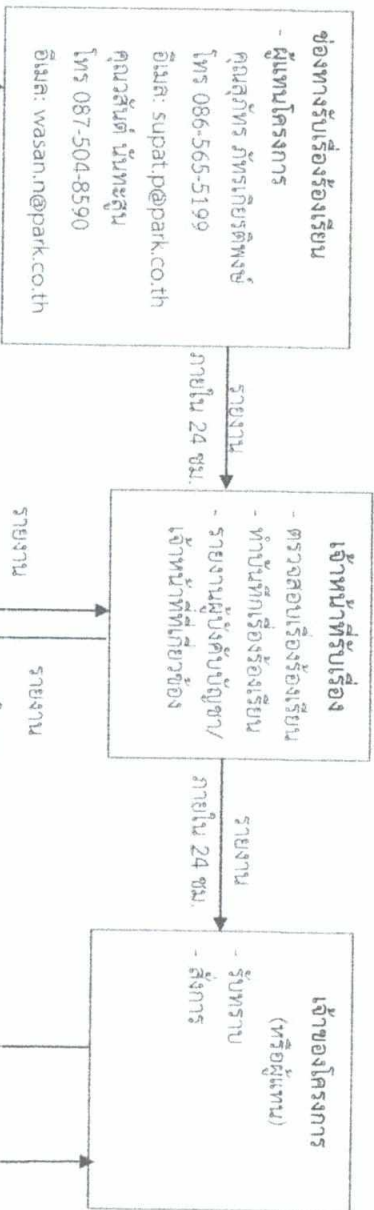 ช่องทางรับเรื่องร้องเรียน
- ผู้แทนโครงการ
คุณสุภัทร ภัทรเกียรติพงษ์
โทร 086-565-5199
อีเมล: supat.p@park.co.th
คุณวสันต์ นันทะสูน
โทร 087-504-8590
อีเมล: wasan.n@park.co.th
รายงาน
ภายใน 24 ชม.
เจ้าหน้าที่รับเรื่อง
- ตรวจสอบเรื่องร้องเรียน
- ทำบันทึกเรื่องร้องเรียน
- รายงานผู้บังคับบัญชา/
เจ้าหน้าที่ที่เกี่ยวข้อง
รายงาน
ภายใน 24 ชม.
เจ้าของโครงการ
(หรือผู้แทน)
- รับทราบ
- สั่งการ
รายงาน
รายงาน